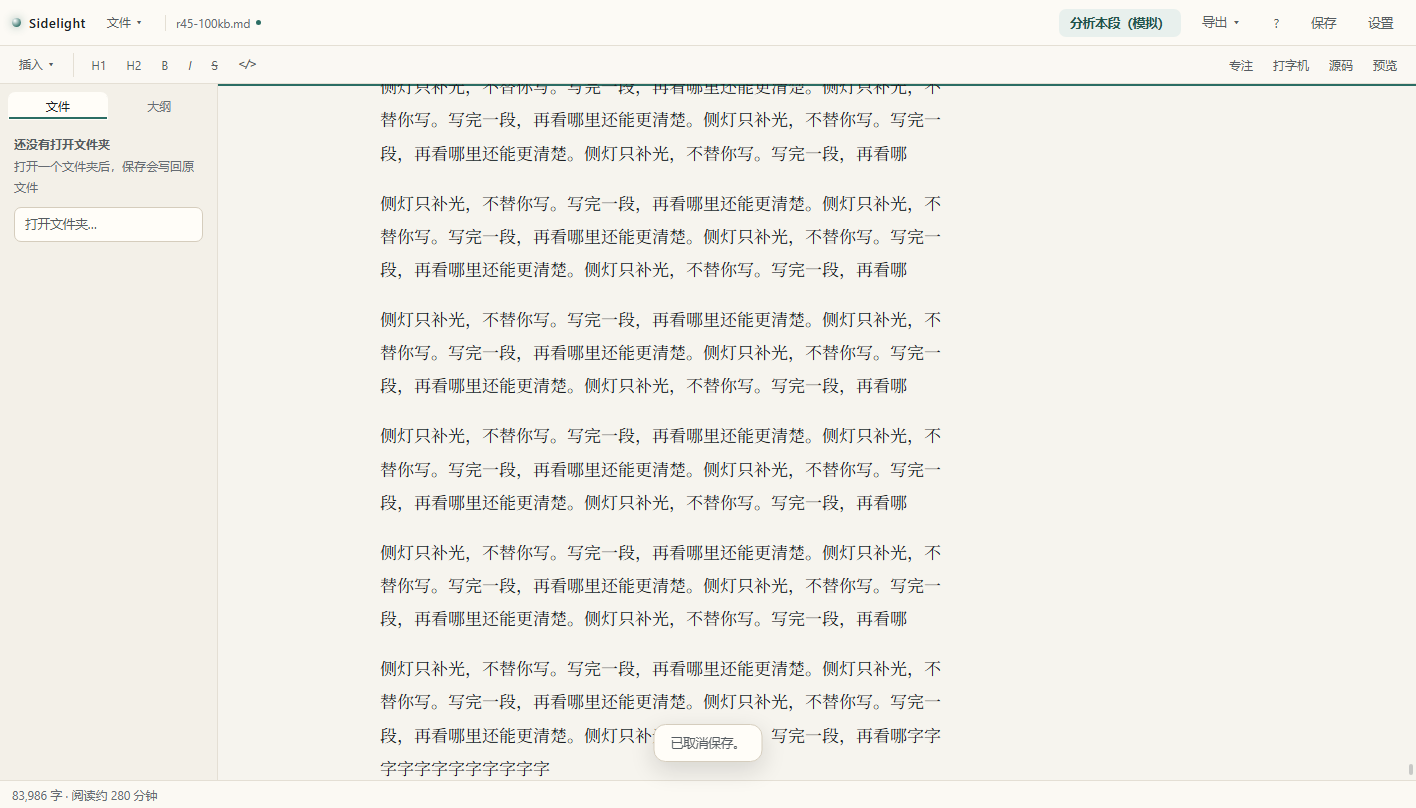 Sidelight 文件 r45-100kb.md 分析本段（模拟） 导出 ? 保存 设置
插入 H1 H2 B I S </> 专注 打字机 源码 预览
文件 大纲
还没有打开文件夹
打开一个文件夹后，保存会写回原
文件
打开文件夹...
侧灯只补光，不替你写。写完一段，再看哪里还能更清楚。侧灯只补光，不
替你写。写完一段，再看哪里还能更清楚。侧灯只补光，不替你写。写完一
段，再看哪里还能更清楚。侧灯只补光，不替你写。写完一段，再看哪
侧灯只补光，不替你写。写完一段，再看哪里还能更清楚。侧灯只补光，不
替你写。写完一段，再看哪里还能更清楚。侧灯只补光，不替你写。写完一
段，再看哪里还能更清楚。侧灯只补光，不替你写。写完一段，再看哪
侧灯只补光，不替你写。写完一段，再看哪里还能更清楚。侧灯只补光，不
替你写。写完一段，再看哪里还能更清楚。侧灯只补光，不替你写。写完一
段，再看哪里还能更清楚。侧灯只补光，不替你写。写完一段，再看哪
侧灯只补光，不替你写。写完一段，再看哪里还能更清楚。侧灯只补光，不
替你写。写完一段，再看哪里还能更清楚。侧灯只补光，不替你写。写完一
段，再看哪里还能更清楚。侧灯只补光，不替你写。写完一段，再看哪
侧灯只补光，不替你写。写完一段，再看哪里还能更清楚。侧灯只补光，不
替你写。写完一段，再看哪里还能更清楚。侧灯只补光，不替你写。写完一
段，再看哪里还能更清楚。侧灯只补光，不替你写。写完一段，再看哪
侧灯只补光，不替你写。写完一段，再看哪里还能更清楚。侧灯只补光，不
替你写。写完一段，再看哪里还能更清楚。侧灯只补光，不替你写。写完一
段，再看哪里还能更清楚。侧灯只补 写完一段，再看哪字字
字字字字字字字字字字
已取消保存。
83,986 字 · 阅读约 280 分钟